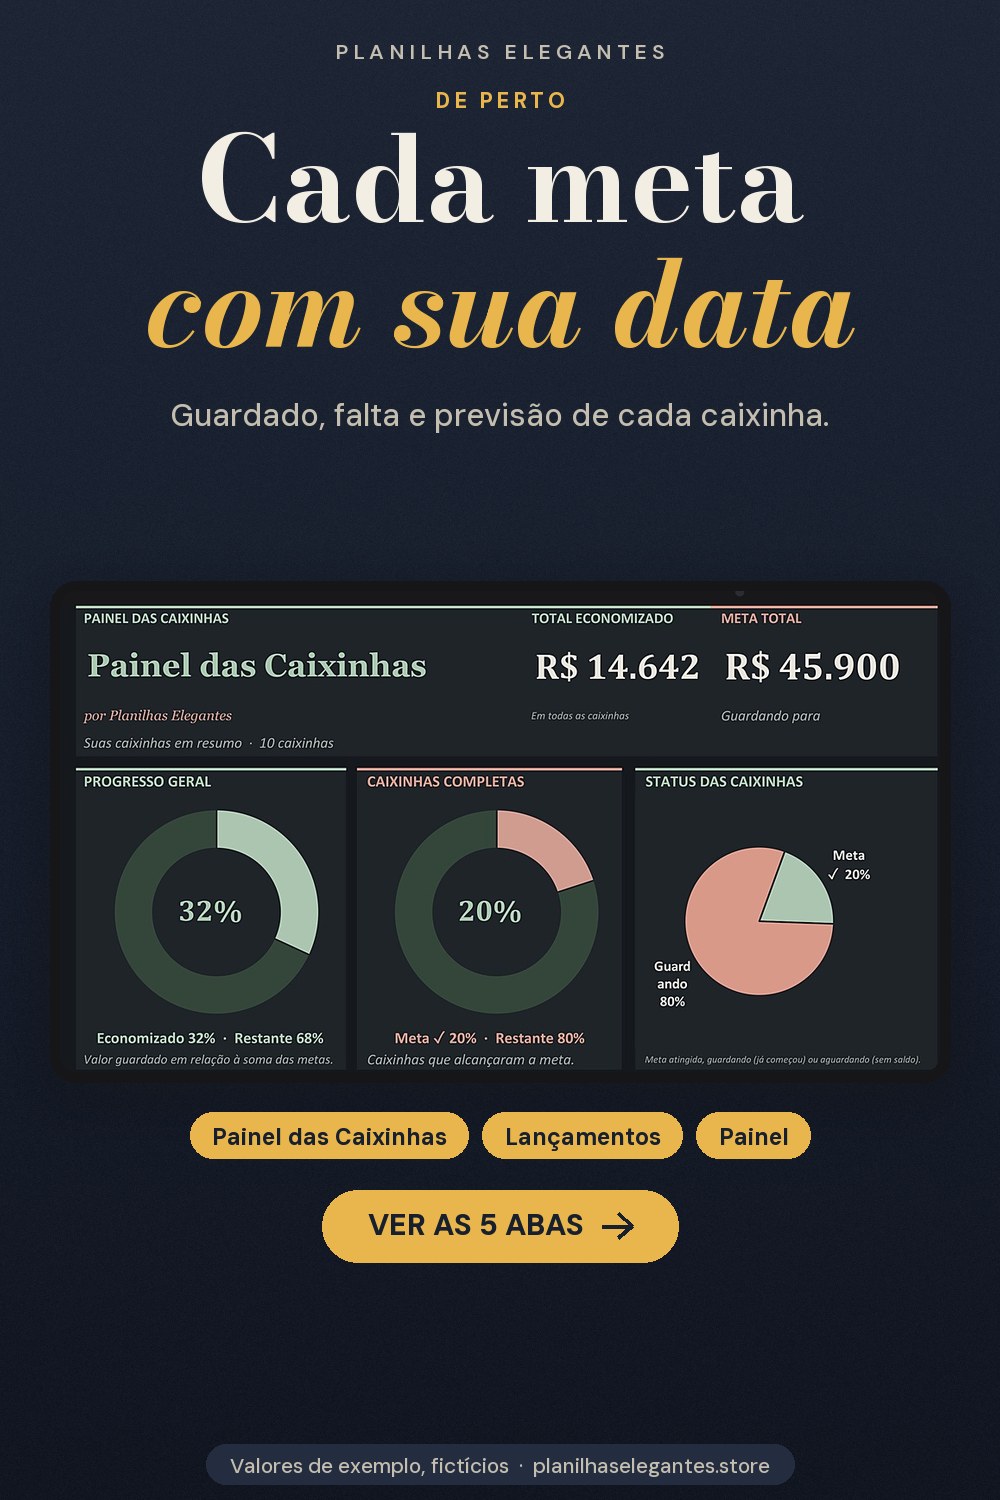 PLANILHAS ELEGANTES
DE PERTO
Cada meta
com sua data
Guardado, falta e previsão de cada caixinha.
PAINEL DAS CAIXINHAS
Painel das Caixinhas
por Planilhas Elegantes
Suas caixinhas em resumo · 10 caixinhas
TOTAL ECONOMIZADO
R$ 14.642
Em todas as caixinhas
META TOTAL
R$ 45.900
Guardando para
PROGRESSO GERAL
32%
Economizado 32% · Restante 68%
Valor guardado em relação à soma das metas.
CAIXINHAS COMPLETAS
20%
Meta ✓ 20% · Restante 80%
Caixinhas que alcançaram a meta.
STATUS DAS CAIXINHAS
Meta
✓ 20%
Guard
ando
80%
Meta atingida, guardando (já começou) ou aguardando (sem saldo).
Painel das Caixinhas
Lançamentos
Painel
VER AS 5 ABAS →
Valores de exemplo, fictícios · planilhaselegantes.store